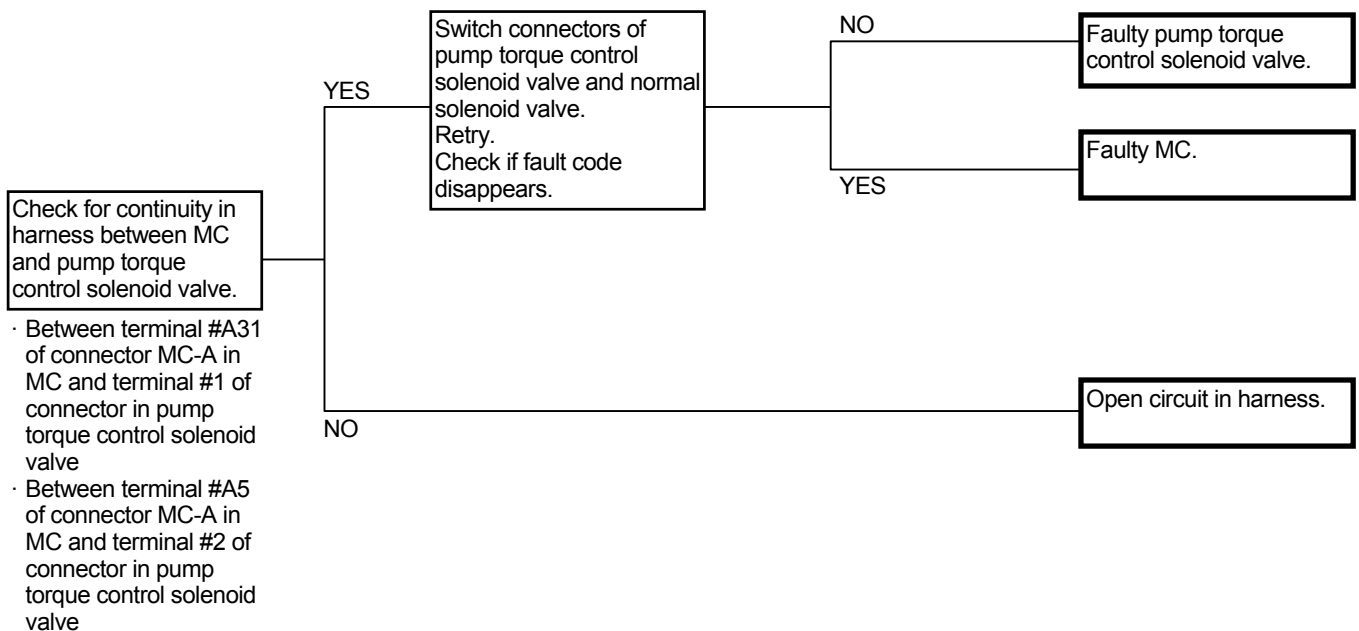 Check for continuity in
harness between MC
and pump torque
control solenoid valve.
· Between terminal #A31
of connector MC-A in
MC and terminal #1 of
connector in pump
torque control solenoid
valve
· Between terminal #A5
of connector MC-A in
MC and terminal #2 of
connector in pump
torque control solenoid
valve
YES
Switch connectors of
pump torque control
solenoid valve and normal
solenoid valve.
Retry.
Check if fault code
disappears.
NO
Faulty pump torque
control solenoid valve.
YES
Faulty MC.
NO
Open circuit in harness.